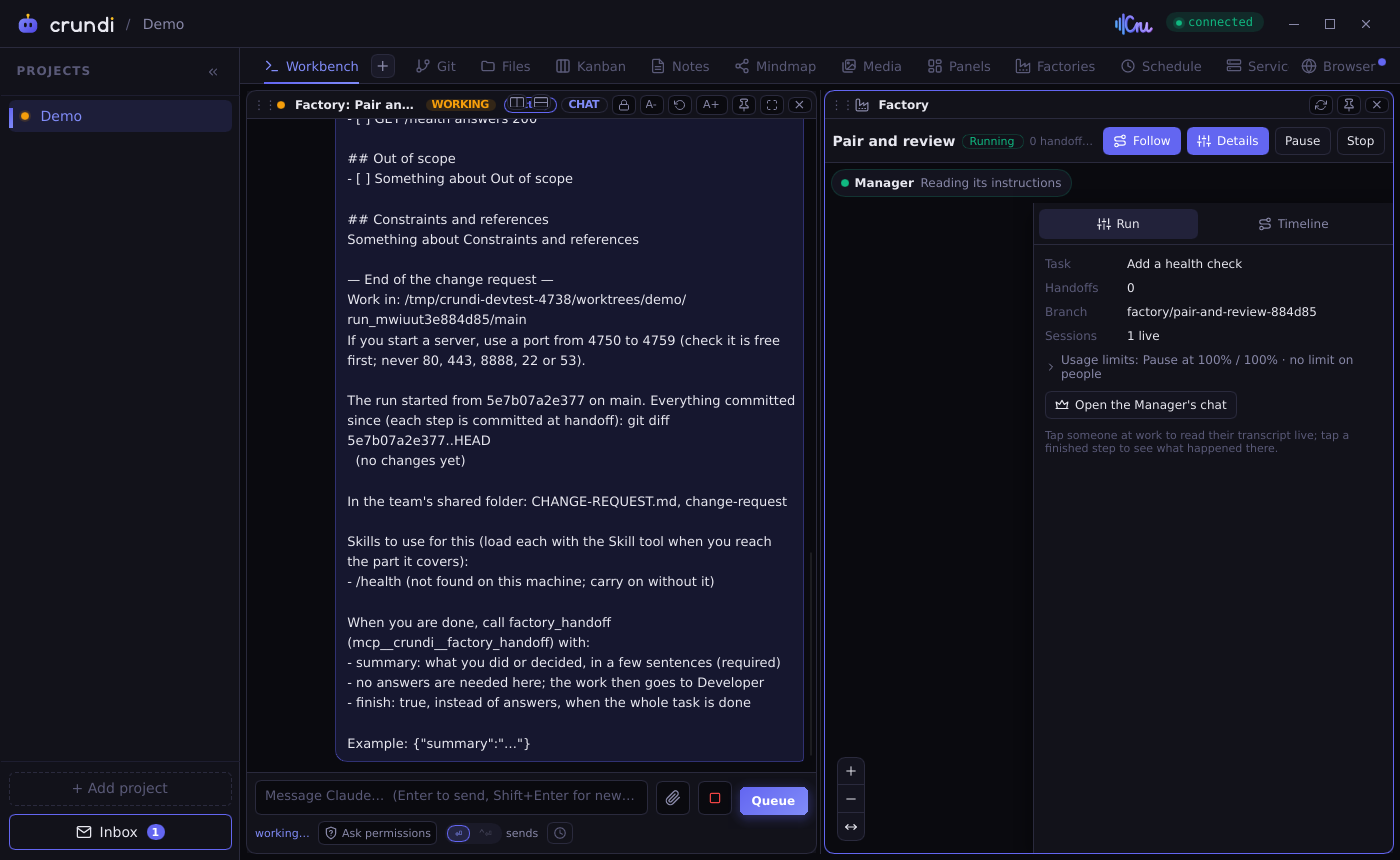 crundi / Demo
Cru
connected
PROJECTS «
Demo
+ Add project
Inbox 1
Workbench + Git Files Kanban Notes Mindmap Media Panels Factories Schedule Servic Browser
Factory: Pair an... WORKING CHAT A- A+
- [ ] GET /health answers 200
## Out of scope
- [ ] Something about Out of scope
## Constraints and references
Something about Constraints and references
— End of the change request —
Work in: /tmp/crundi-devtest-4738/worktrees/demo/
run_mwiuut3e884d85/main
If you start a server, use a port from 4750 to 4759 (check it is free
first; never 80, 443, 8888, 22 or 53).
The run started from 5e7b07a2e377 on main. Everything committed
since (each step is committed at handoff): git diff
5e7b07a2e377..HEAD
(no changes yet)
In the team's shared folder: CHANGE-REQUEST.md, change-request
Skills to use for this (load each with the Skill tool when you reach
the part it covers):
- /health (not found on this machine; carry on without it)
When you are done, call factory_handoff
(mcp__crundi__factory_handoff) with:
- summary: what you did or decided, in a few sentences (required)
- no answers are needed here; the work then goes to Developer
- finish: true, instead of answers, when the whole task is done
Example: {"summary":"..."}
Message Claude... (Enter to send, Shift+Enter for new...
Queue
working... Ask permissions sends
Factory
Pair and review Running 0 handoff... Follow Details Pause Stop
Manager Reading its instructions
Run Timeline
Task Add a health check
Handoffs 0
Branch factory/pair-and-review-884d85
Sessions 1 live
Usage limits: Pause at 100% / 100% · no limit on
people
Open the Manager's chat
Tap someone at work to read their transcript live; tap a
finished step to see what happened there.
+
−
↔